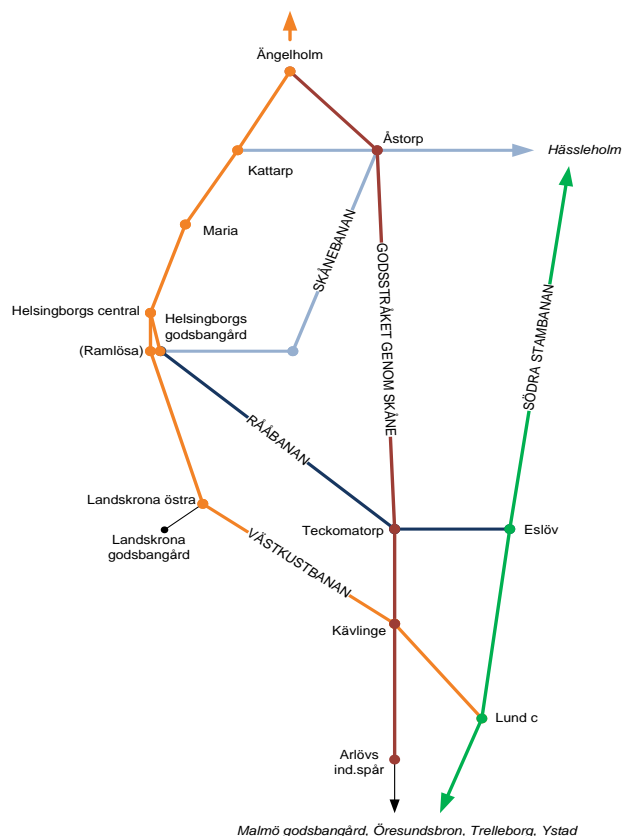 Ängelholm
Åstorp
Hässleholm
Kattarp
Maria
SKÅNEBANAN
GODSSTRÅKET GENOM SKÅNE
SÖDRA STAMBANAN
Helsingborgs central
Helsingborgs
godsbangård
(Ramlösa)
RÅÅBANAN
Landskrona östra
Landskrona
godsbangård
VÄSTKUSTBANAN
Teckomatorp
Eslöv
Kävlinge
Lund c
Arlövs
ind.spår
Malmö godsbangård, Öresundsbron, Trelleborg, Ystad